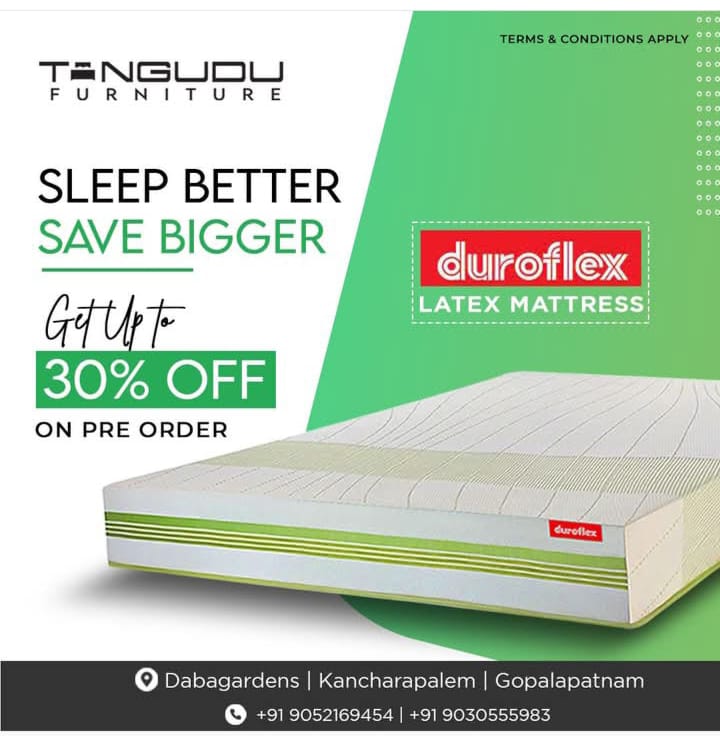 TERMS & CONDITIONS APPLY
TANGUDU
FURNITURE
SLEEP BETTER
SAVE BIGGER
duroflex
LATEX MATTRESS
Get Up to
30% OFF
ON PRE ORDER
duroflex
Dabagardens | Kancharapalem | Gopalapatnam
+91 9052169454 | +91 9030555983